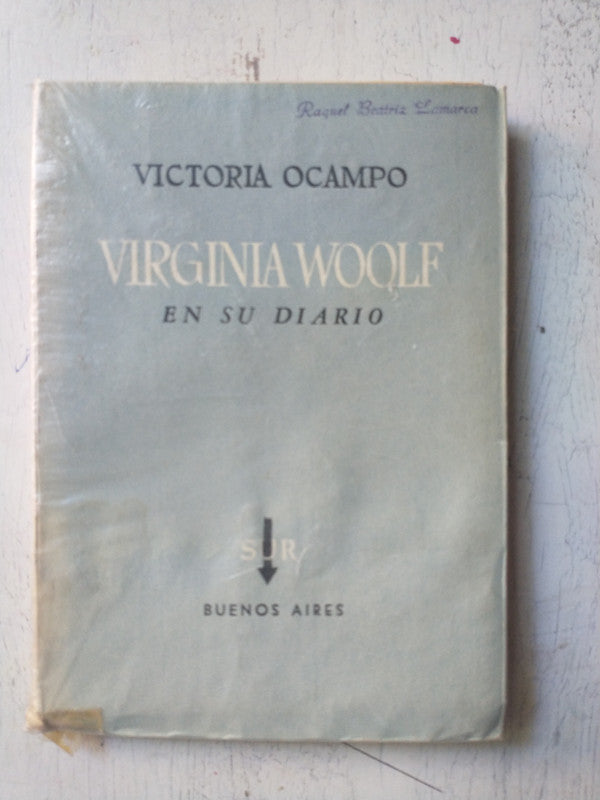 Raquel Beatriz Lamarca
VICTORIA OCAMPO
VIRGINIA WOOLF
EN SU DIARIO
SUR
BUENOS AIRES